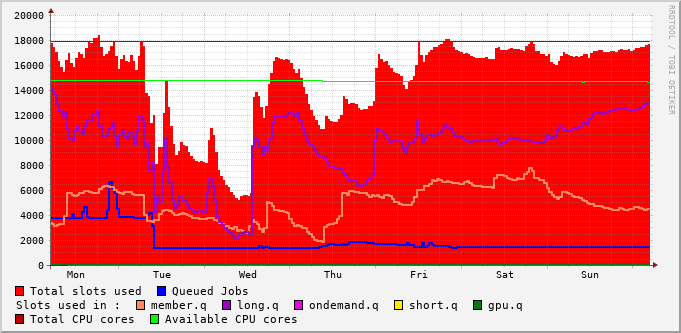 20000
18000
16000
14000
12000
10000
8000
6000
4000
2000
0
Mon Tue Wed Thu Fri Sat Sun
Total slots used Queued Jobs
Slots used in : member.q long.q ondemand.q short.q gpu.q
Total CPU cores Available CPU cores
RRDTOOL / TOBI OETIKER